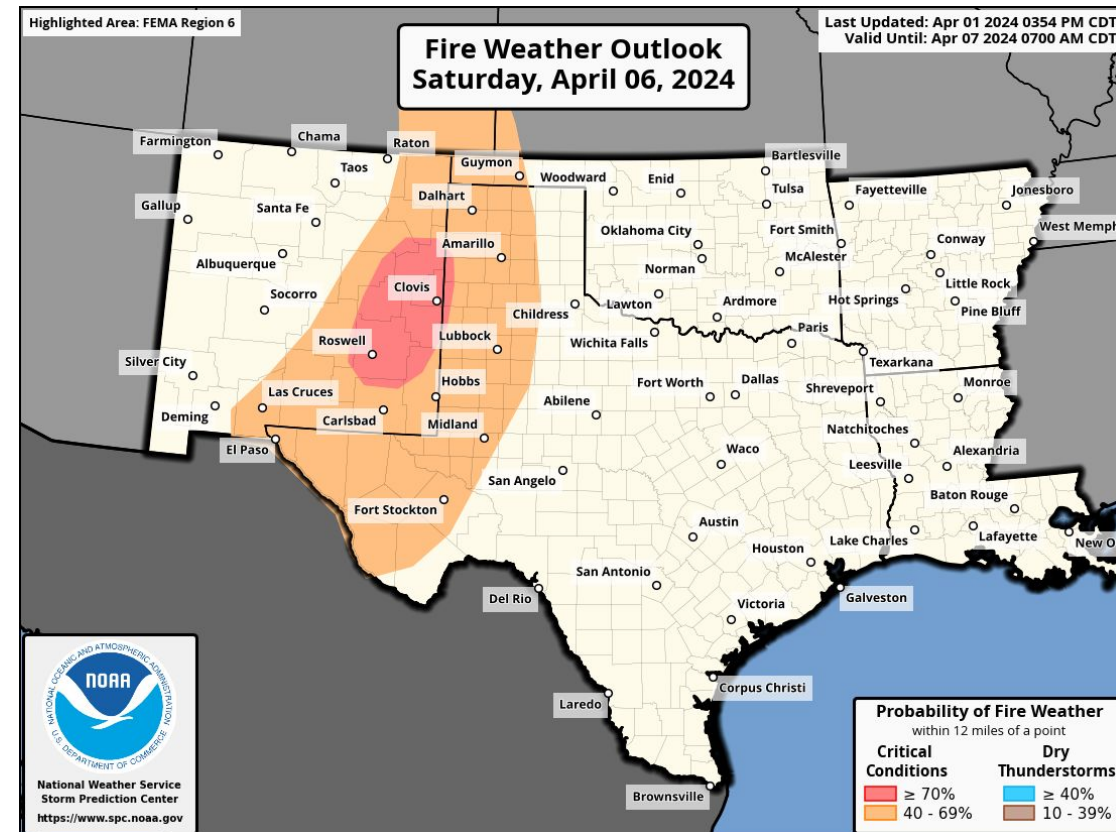 Highlighted Area: FEMA Region 6
Fire Weather Outlook
Saturday, April 06, 2024
Last Updated: Apr 01 2024 0354 PM CDT
Valid Until: Apr 07 2024 0700 AM CDT
Farmington
Chama
Raton
Taos
Guymon
Woodward
Enid
Bartlesville
Tulsa
Fayetteville
Jonesboro
Gallup
Santa Fe
Dalhart
Amarillo
Oklahoma City
Fort Smith
Conway
West Memph
Albuquerque
Norman
McAlester
Little Rock
Socorro
Clovis
Childress
Lawton
Ardmore
Hot Springs
Pine Bluff
Roswell
Lubbock
Wichita Falls
Paris
Texarkana
Silver City
Las Cruces
Hobbs
Fort Worth
Dallas
Shreveport
Monroe
Deming
Carlsbad
Midland
Abilene
Natchitoches
El Paso
Waco
Leesville
Alexandria
San Angelo
Baton Rouge
Fort Stockton
Austin
Lake Charles
Lafayette
New O
Houston
Del Rio
San Antonio
Galveston
Victoria
Laredo
Corpus Christi
Brownsville
NATIONAL OCEANIC AND ATMOSPHERIC ADMINISTRATION
NOAA
U.S. DEPARTMENT OF COMMERCE
National Weather Service
Storm Prediction Center
https://www.spc.noaa.gov
Probability of Fire Weather
within 12 miles of a point
Critical Conditions
≥ 70%
40 - 69%
Dry Thunderstorms
≥ 40%
10 - 39%